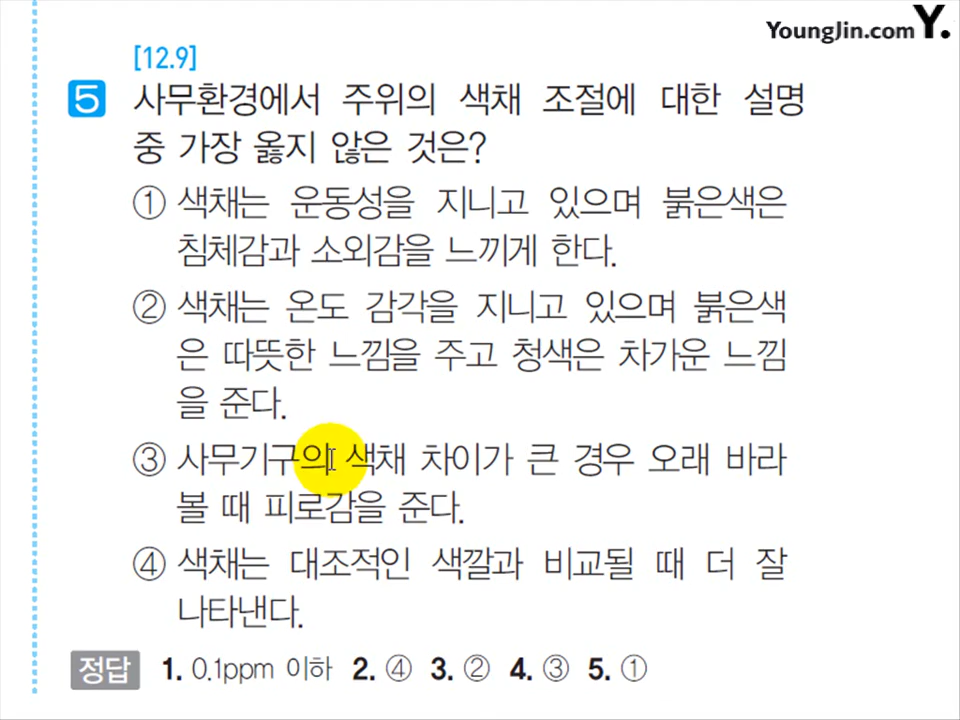 YoungJin.com Y.
[12.9]
5 사무환경에서 주위의 색채 조절에 대한 설명
중 가장 옳지 않은 것은?
① 색채는 운동성을 지니고 있으며 붉은색은
침체감과 소외감을 느끼게 한다.
② 색채는 온도 감각을 지니고 있으며 붉은색
은 따뜻한 느낌을 주고 청색은 차가운 느낌
을 준다.
③ 사무기구의 색채 차이가 큰 경우 오래 바라
볼 때 피로감을 준다.
④ 색채는 대조적인 색깔과 비교될 때 더 잘
나타낸다.
정답 1. 0.1ppm 이하 2. ④ 3. ② 4. ③ 5. ①